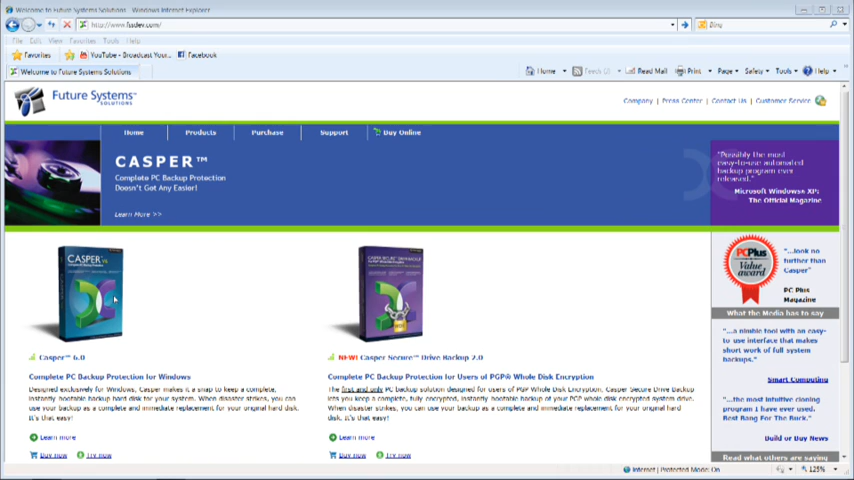 Welcome to Future Systems Solutions - Windows Internet Explorer
http://www.fssdev.com/
Bing
File Edit View Favorites Tools Help
Favorites YouTube - Broadcast Your... Facebook
Welcome to Future Systems Solutions
Home Feeds Read Mail Print Page Safety Tools Help
Future Systems™
SOLUTIONS
Company | Press Center | Contact Us | Customer Service
Home Products Purchase Support Buy Online
CASPER™
Complete PC Backup Protection
Doesn't Get Any Easier!
Learn More >>
"Possibly the most
easy-to-use automated
backup program ever
released."
Microsoft Windows XP:
The Official Magazine
CASPER
CASPER SECURE
PCPlus
Value
award
"...look no
further than
Casper"
PC Plus
Magazine
What the Media has to say
"...a nimble tool with an easy-
to use interface that makes
short work of full system
backups."
Smart Computing
"...the most intuitive cloning
program I have ever used.
Best Bang For The Buck."
Build or Buy News
Read what others are saying
Casper™ 6.0
Complete PC Backup Protection for Windows
Designed exclusively for Windows, Casper makes it a snap to keep a complete,
instantly bootable backup hard disk for your system. When disaster strikes, you can
use your backup as a complete and immediate replacement for your original hard disk.
It's that easy!
Learn more
Buy now Try now
NEW! Casper Secure™ Drive Backup 2.0
Complete PC Backup Protection for Users of PGP® Whole Disk Encryption
The first and only PC backup solution designed for users of PGP Whole Disk Encryption, Casper Secure Drive Backup
lets you keep a complete, fully encrypted, instantly bootable backup of your PGP whole disk encrypted system drive.
When disaster strikes, you can use your backup as a complete and immediate replacement for your original hard disk.
It's that easy!
Learn more
Buy now Try now
Internet | Protected Mode: On
125%